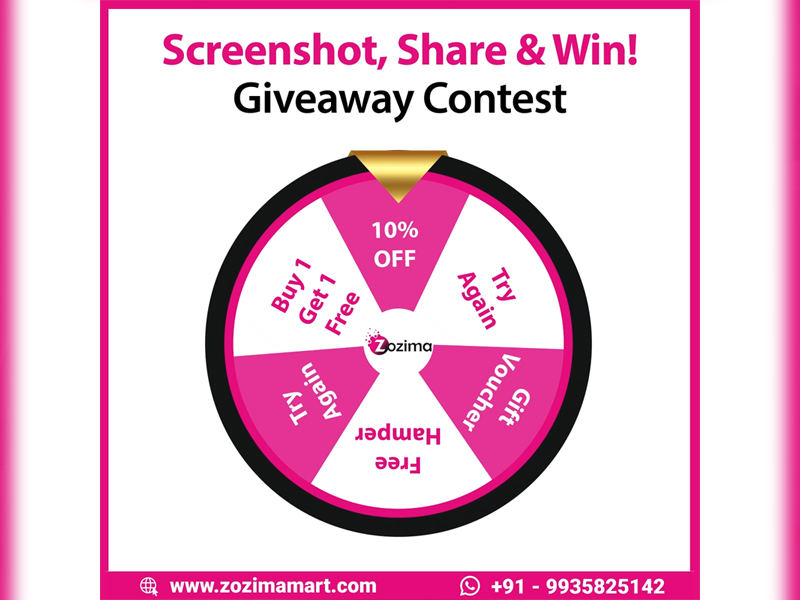 Screenshot, Share & Win!
Giveaway Contest
10%
OFF
Try
Again
Gift
Voucher
Free
Hamper
Try
Again
Buy 1
Get 1
Free
Zozima
www.zozimamart.com
+91 - 9935825142